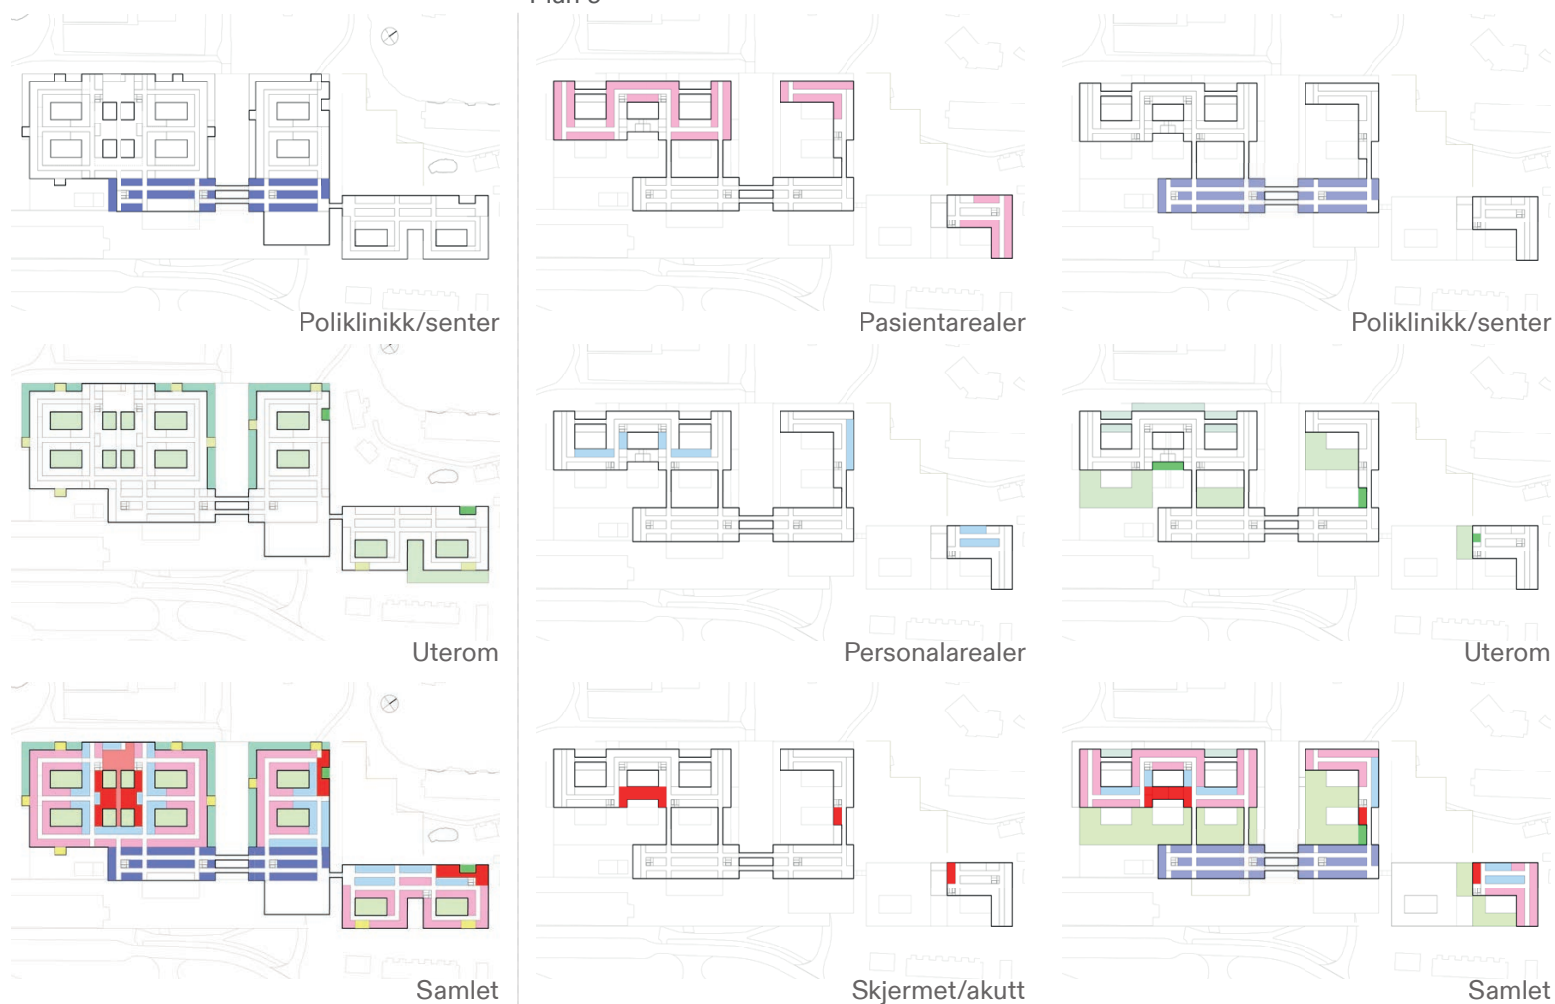 Poliklinikk/senter
Pasientarealer
Poliklinikk/senter
Uterom
Personalarealer
Uterom
Samlet
Skjermet/akutt
Samlet